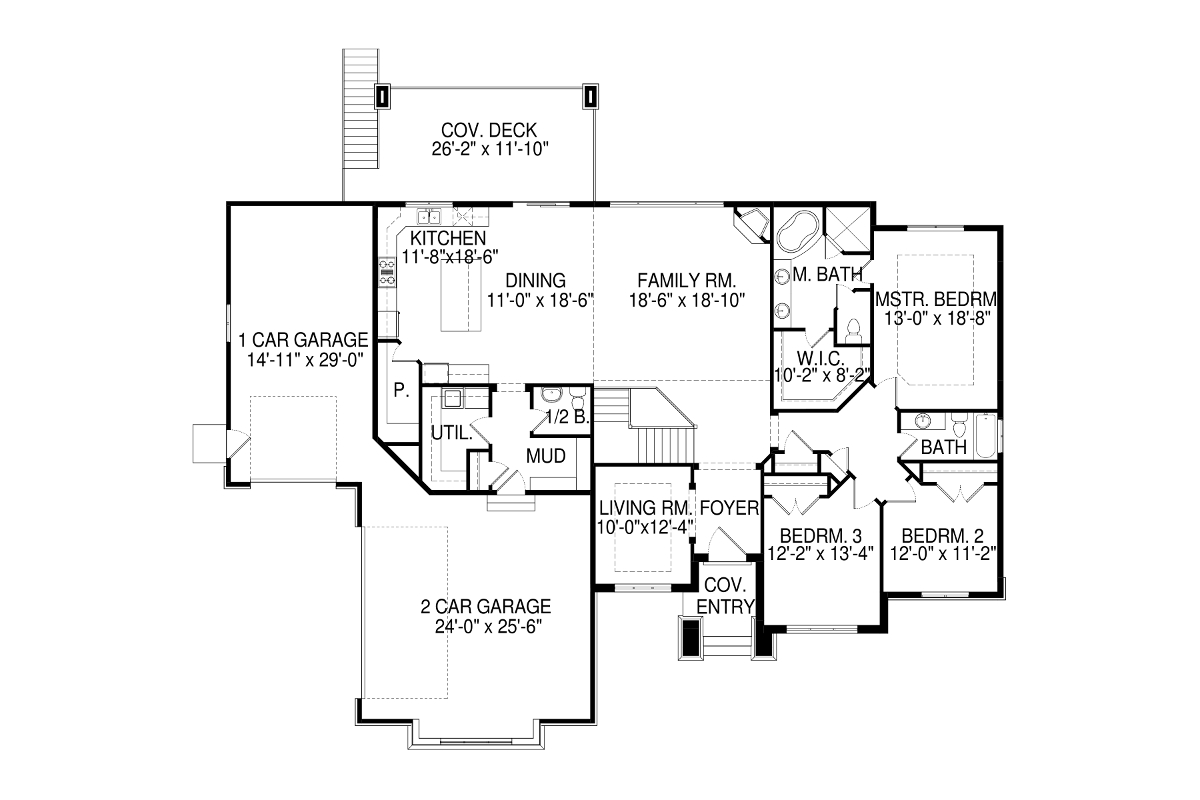 COV. DECK
26'-2" x 11'-10"
KITCHEN
11'-8"x18'-6"
DINING
11'-0" x 18'-6"
FAMILY RM.
18'-6" x 18'-10"
M. BATH
MSTR. BEDRM
13'-0" x 18'-8"
1 CAR GARAGE
14'-11" x 29'-0"
W.I.C.
10'-2" x 8'-2"
P.
UTIL.
1/2 B.
MUD
BATH
LIVING RM.
10'-0"x12'-4"
FOYER
BEDRM. 3
12'-2" x 13'-4"
BEDRM. 2
12'-0" x 11'-2"
COV.
ENTRY
2 CAR GARAGE
24'-0" x 25'-6"